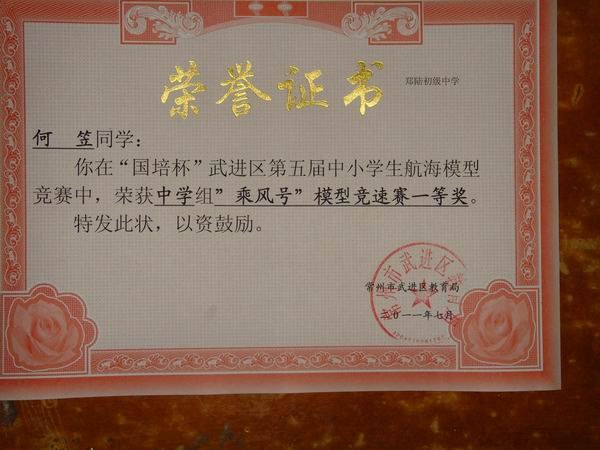 荣誉证书
郑陆初级中学
何 笠同学：
你在“国培杯”武进区第五届中小学生航海模型
竞赛中，荣获中学组”乘风号”模型竞速赛一等奖。
特发此状，以资鼓励。
常州市武进区教育局
二〇一一年七月